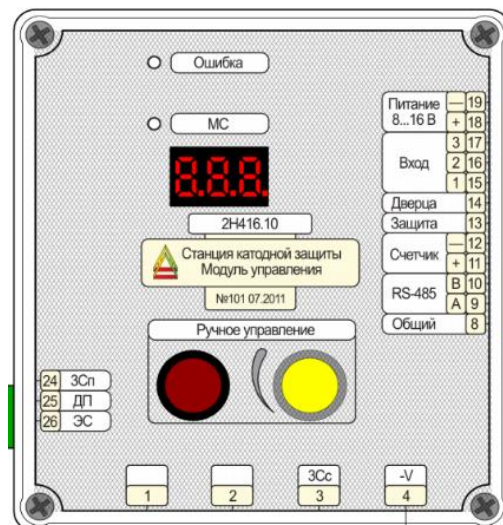 Ошибка
МС
8.8.8.
2Н416.10
Станция катодной защиты
Модуль управления
№101 07.2011
Ручное управление
Питание
8...16 В
— 19
+ 18
Вход
3 17
2 16
1 15
Дверца 14
Защита 13
Счетчик
— 12
+ 11
RS-485
B 10
A 9
Общий 8
24 ЗСп
25 ДП
26 ЭС
1
2
ЗСс
3
-V
4